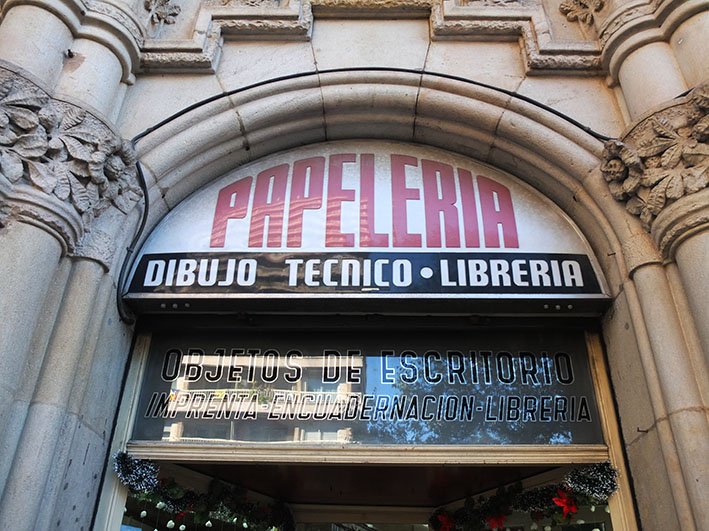 PAPELERIA
DIBUJO TECNICO • LIBRERIA
OBJETOS DE ESCRITORIO
IMPRENTA-ENCUADERNACION-LIBRERIA